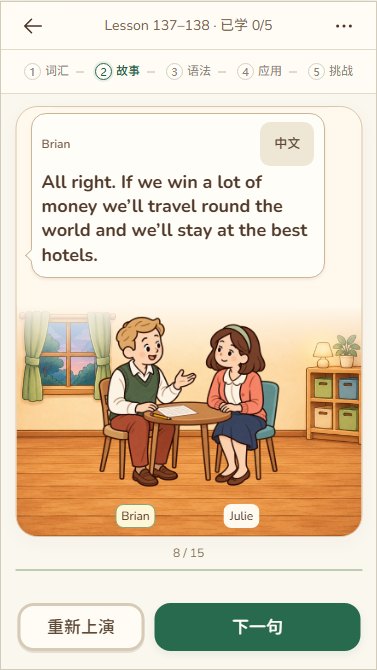 Lesson 137–138 · 已学 0/5
1 词汇 – 2 故事 – 3 语法 – 4 应用 – 5 挑战
Brian
中文
All right. If we win a lot of
money we’ll travel round the
world and we’ll stay at the best
hotels.
Brian
Julie
8 / 15
重新上演
下一句